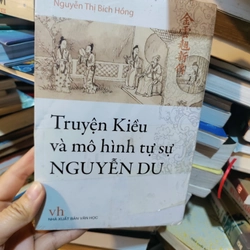 Nguyễn Thị Bích Hồng
Truyện Kiều
và mô hình tự sự
NGUYỄN DU
vh
NHÀ XUẤT BẢN VĂN HỌC